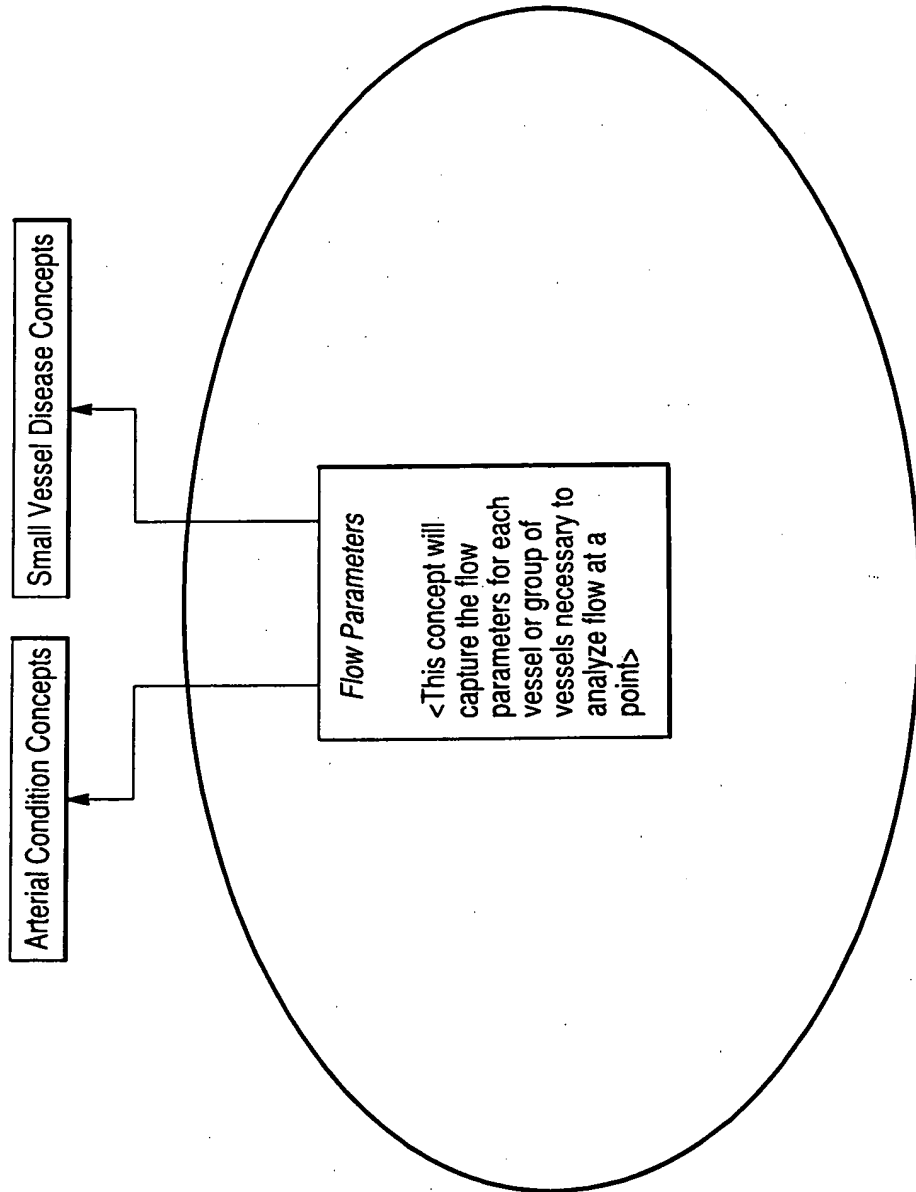 Arterial Condition Concepts
Small Vessel Disease Concepts
Flow Parameters
<This concept will
capture the flow
parameters for each
vessel or group of
vessels necessary to
analyze flow at a
point>